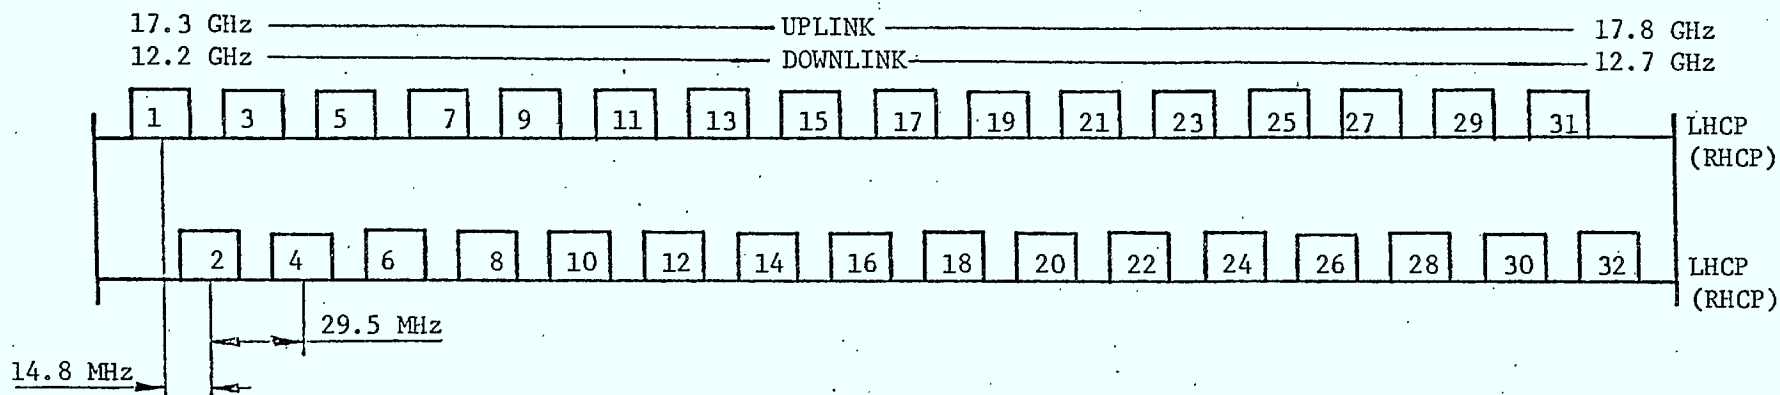 17.3 GHz UPLINK 17.8 GHz
12.2 GHz DOWNLINK 12.7 GHz
1 3 5 7 9 11 13 15 17 19 21 23 25 27 29 31 LHCP
(RHCP)
2 4 6 8 10 12 14 16 18 20 22 24 26 28 30 32 LHCP
(RHCP)
29.5 MHz
14.8 MHz